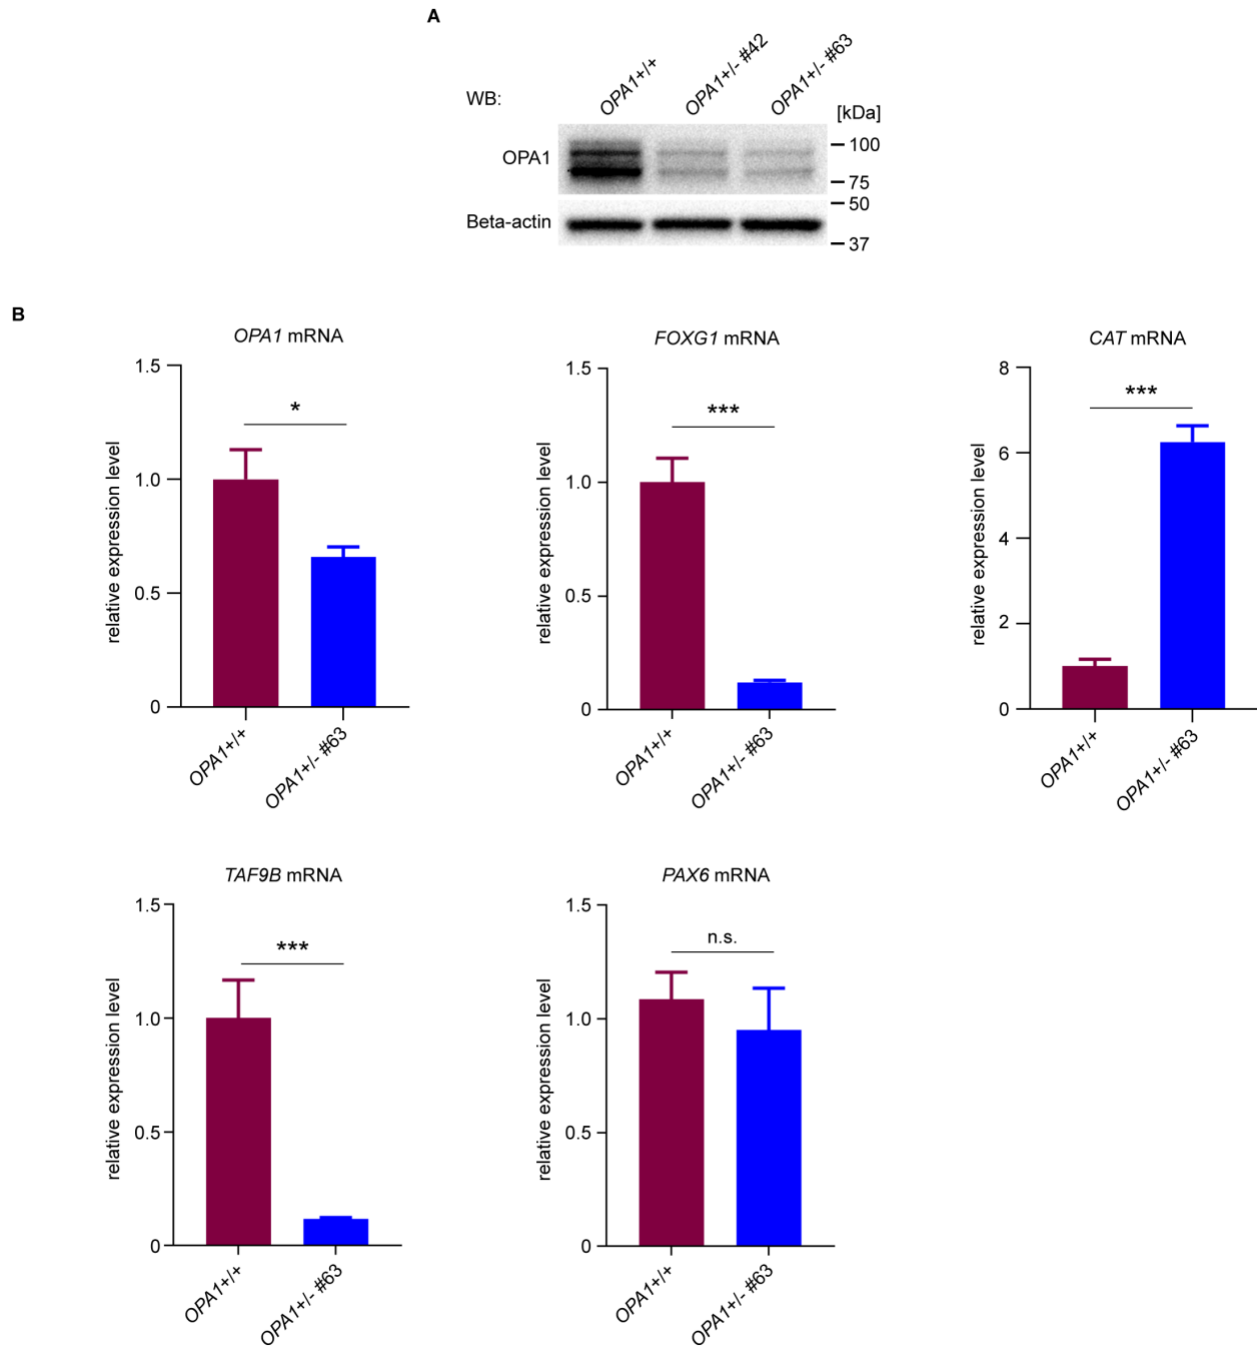 A
WB:
OPA1+/+
OPA1+/- #42
OPA1+/- #63
[kDa]
OPA1
100
75
Beta-actin
50
37
B
OPA1 mRNA
relative expression level
1.5
*
1.0
0.5
0
OPA1+/+
OPA1+/- #63
FOXG1 mRNA
relative expression level
1.5
***
1.0
0.5
0
OPA1+/+
OPA1+/- #63
CAT mRNA
relative expression level
8
***
6
4
2
0
OPA1+/+
OPA1+/- #63
TAF9B mRNA
relative expression level
1.5
***
1.0
0.5
0
OPA1+/+
OPA1+/- #63
PAX6 mRNA
relative expression level
1.5
n.s.
1.0
0.5
0
OPA1+/+
OPA1+/- #63